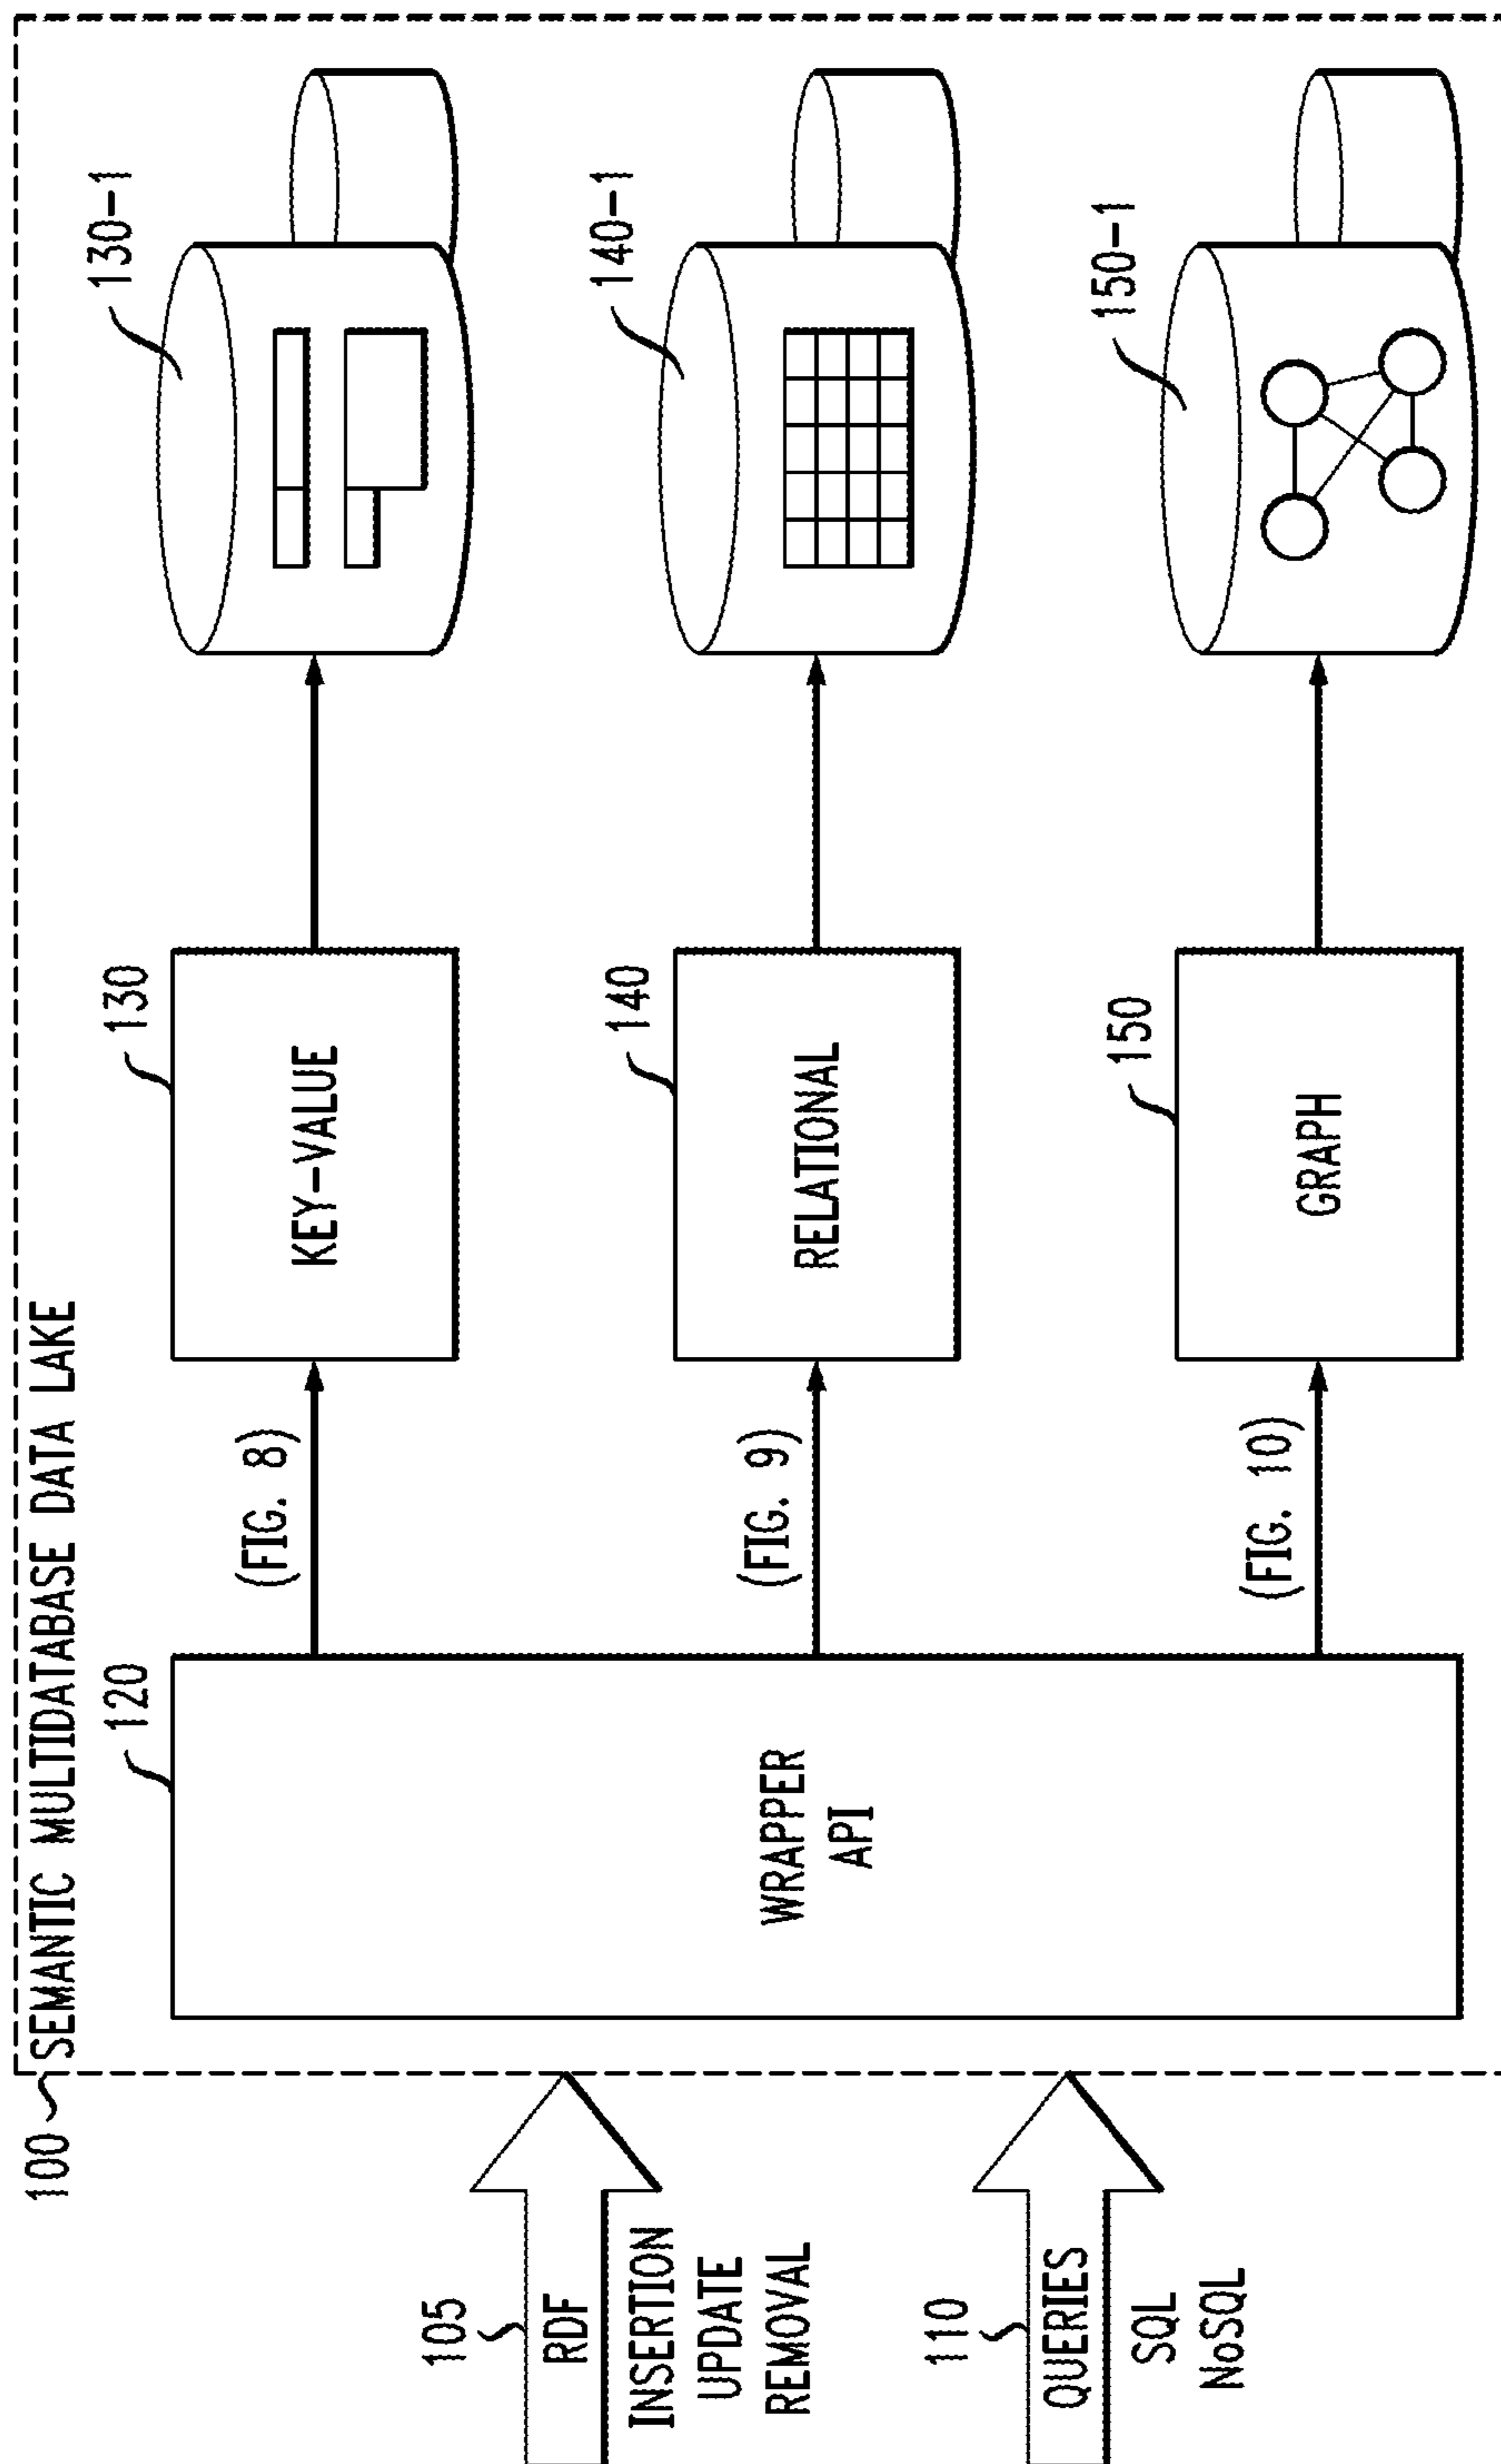 100
SEMANTIC MULTIDATABASE DATA LAKE
105
RDF
INSERTION
UPDATE
REMOVAL
110
QUERIES
SQL
NoSQL
120
WRAPPER
API
(FIG. 8)
130
KEY-VALUE
130-1
(FIG. 9)
140
RELATIONAL
140-1
(FIG. 10)
150
GRAPH
150-1